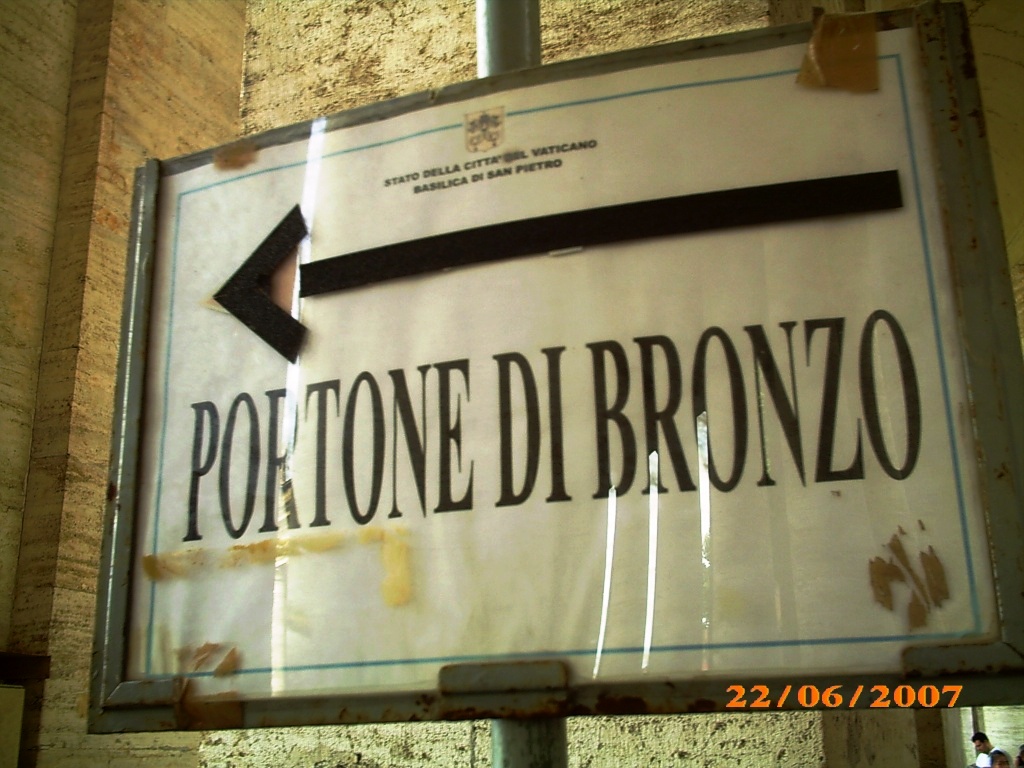 STATO DELLA CITTA' DEL VATICANO
BASILICA DI SAN PIETRO
PORTONE DI BRONZO
22/06/2007